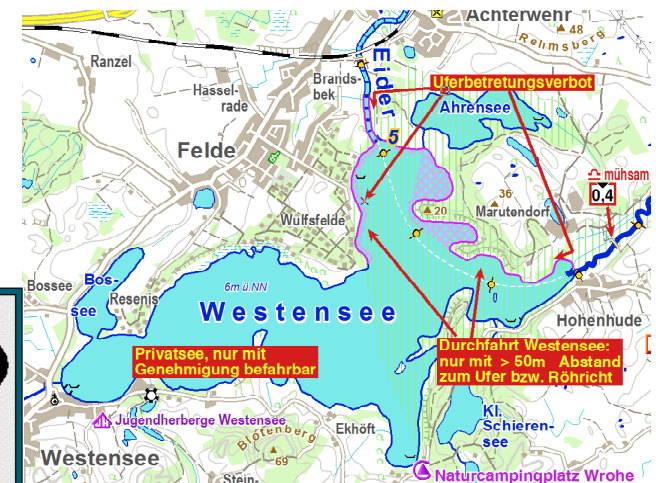 Achterwehr
48
Relmsberg
Ranzel
Brands-
bek
Eider
Hassel-
rade
Uferbetretungsverbot
Ahrensee
5
Felde
mühsam
0,4
36
20
Marutendorf
Wulfsfelde
Bossee
Bos-
see
Resenis
6m ü.NN
Westensee
Hohenhude
Privatsee, nur mit
Genehmigung befahrbar
Durchfahrt Westensee:
nur mit > 50m Abstand
zum Ufer bzw. Röhricht
Jugendherberge Westensee
Kl.
Schieren-
see
Ekhöft
Blotenberg
69
Westensee
Stein-
Naturcampingplatz Wrohe